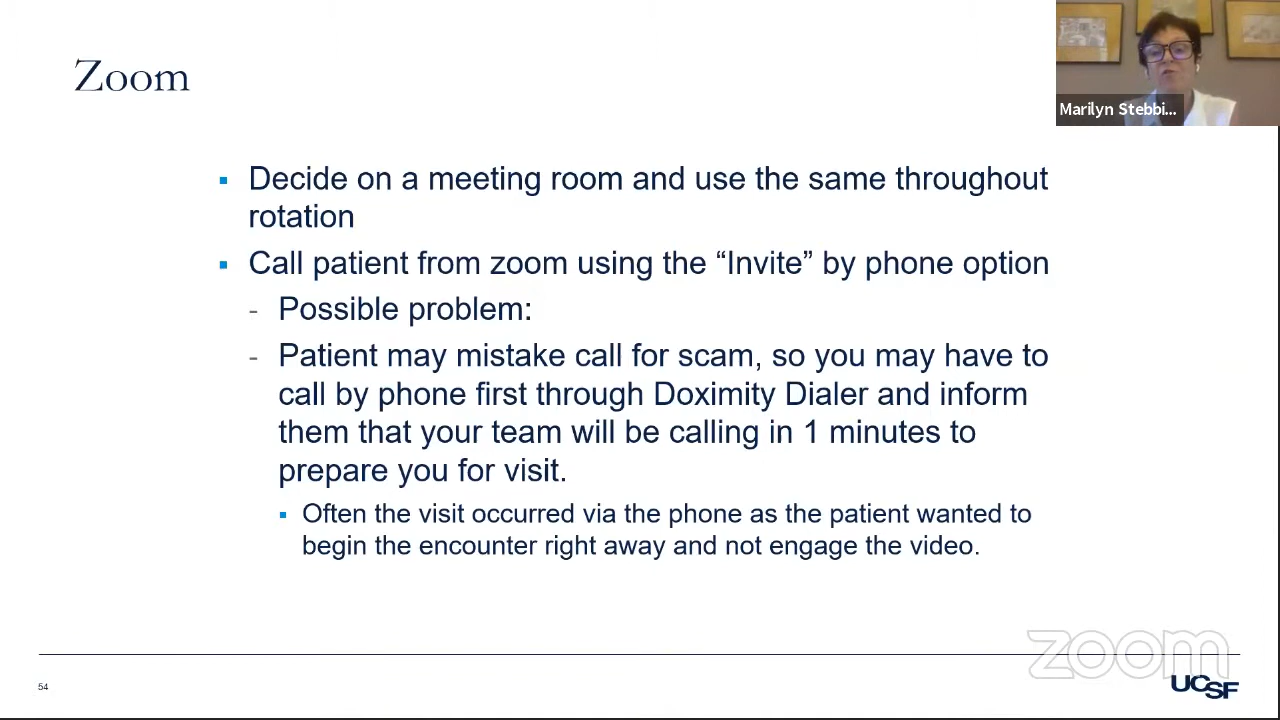 Zoom
Marilyn Stebbi...
▪ Decide on a meeting room and use the same throughout
rotation
▪ Call patient from zoom using the “Invite” by phone option
- Possible problem:
- Patient may mistake call for scam, so you may have to
call by phone first through Doximity Dialer and inform
them that your team will be calling in 1 minutes to
prepare you for visit.
▪ Often the visit occurred via the phone as the patient wanted to
begin the encounter right away and not engage the video.
zoom
54
UCSF